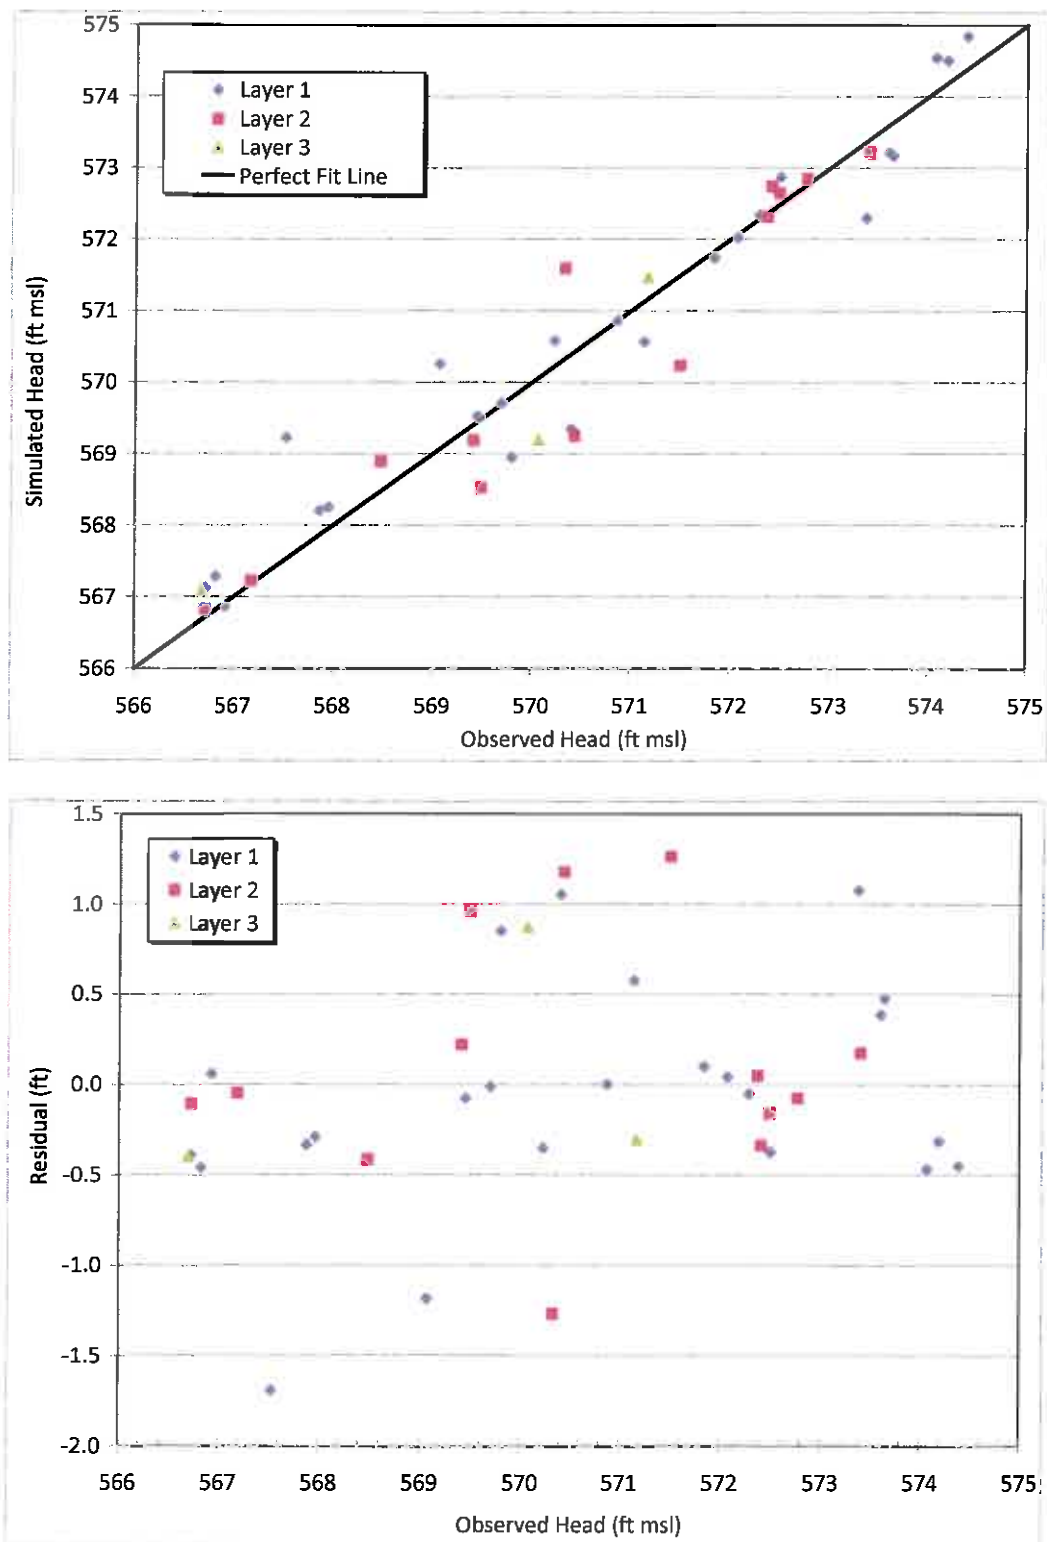 575
574
573
572
571
570
569
568
567
566
Simulated Head (ft msl)
Layer 1
Layer 2
Layer 3
Perfect Fit Line
566 567 568 569 570 571 572 573 574 575
Observed Head (ft msl)
1.5
1.0
0.5
0.0
-0.5
-1.0
-1.5
-2.0
Residual (ft)
Layer 1
Layer 2
Layer 3
566 567 568 569 570 571 572 573 574 575
Observed Head (ft msl)